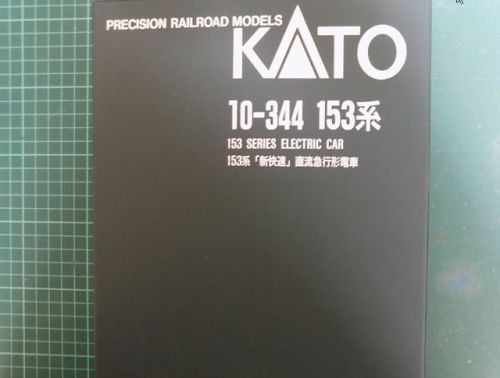 PRECISION RAILROAD MODELS
KATO
10-344 153系
153 SERIES ELECTRIC CAR
153系「新快速」直流急行形電車